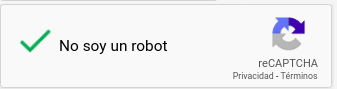 No soy un robot
reCAPTCHA
Privacidad - Términos